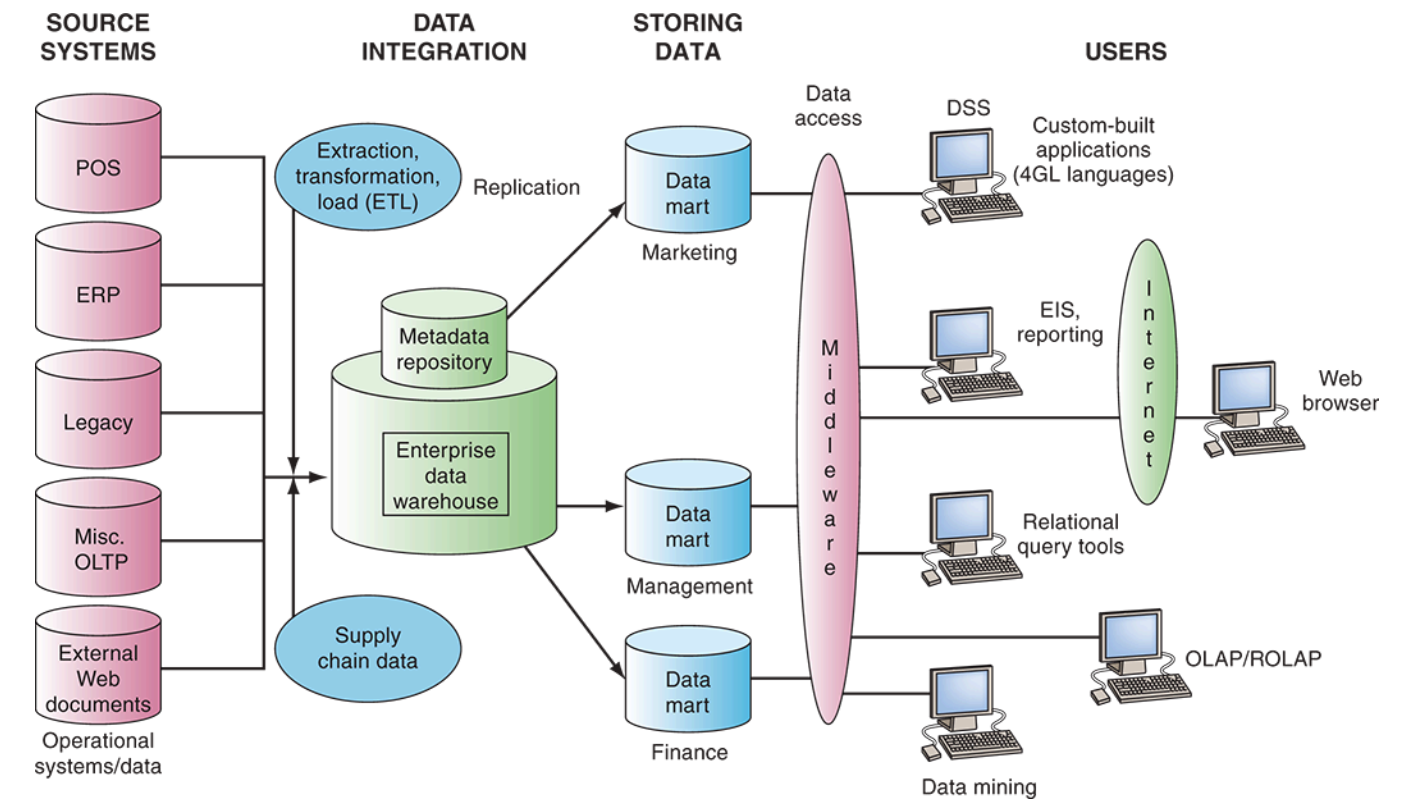 SOURCE
SYSTEMS
DATA
INTEGRATION
STORING
DATA
USERS
POS
ERP
Legacy
Misc.
OLTP
External
Web
documents
Operational
systems/data
Extraction,
transformation,
load (ETL)
Replication
Metadada
repository
Enterprise
data
warehouse
Supply
chain data
Data
mart
Marketing
Data
mart
Management
Data
mart
Finance
Data
access
Middleware
DSS
Custom-built
applications
(4GL languages)
EIS,
reporting
Internet
Web
browser
Relational
query tools
OLAP/ROLAP
Data mining